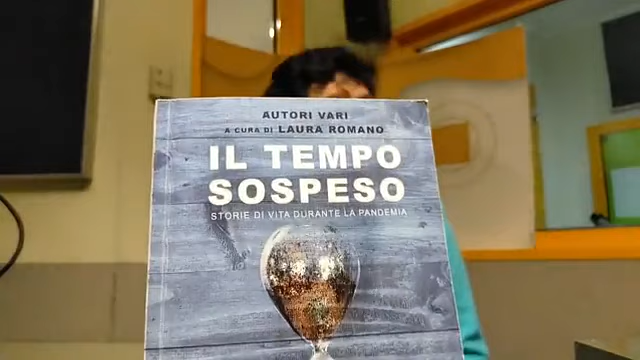 AUTORI VARI
A CURA DI LAURA ROMANO
IL TEMPO
SOSPESO
STORIE DI VITA DURANTE LA PANDEMIA